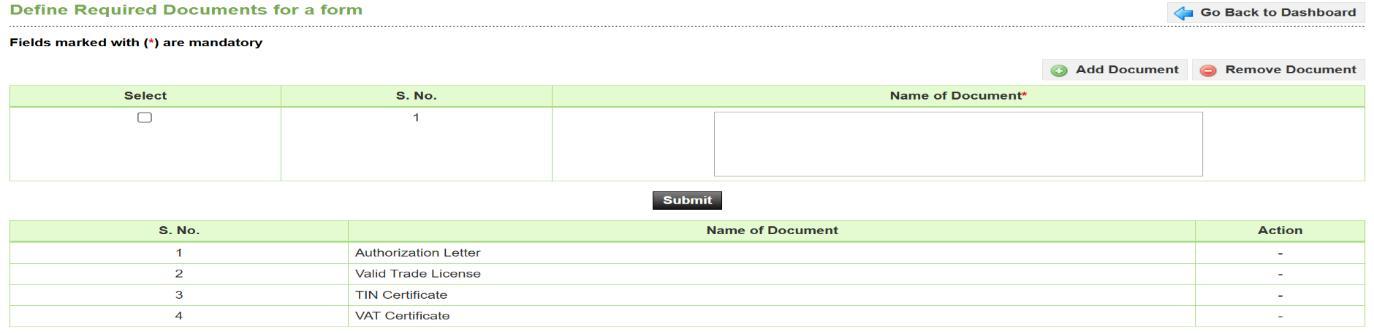 Define Required Documents for a form
Go Back to Dashboard
Fields marked with (*) are mandatory
Add Document Remove Document
Select S. No. Name of Document*
1
Submit
S. No. Name of Document Action
1 Authorization Letter -
2 Valid Trade License -
3 TIN Certificate -
4 VAT Certificate -